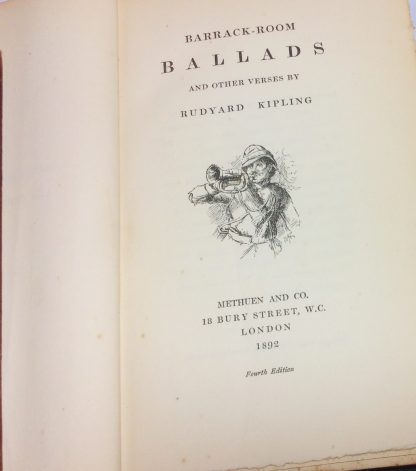 BARRACK-ROOM
BALLADS
AND OTHER VERSES BY
RUDYARD KIPLING
METHUEN AND CO.
18 BURY STREET, W.C.
LONDON
1892
Fourth Edition